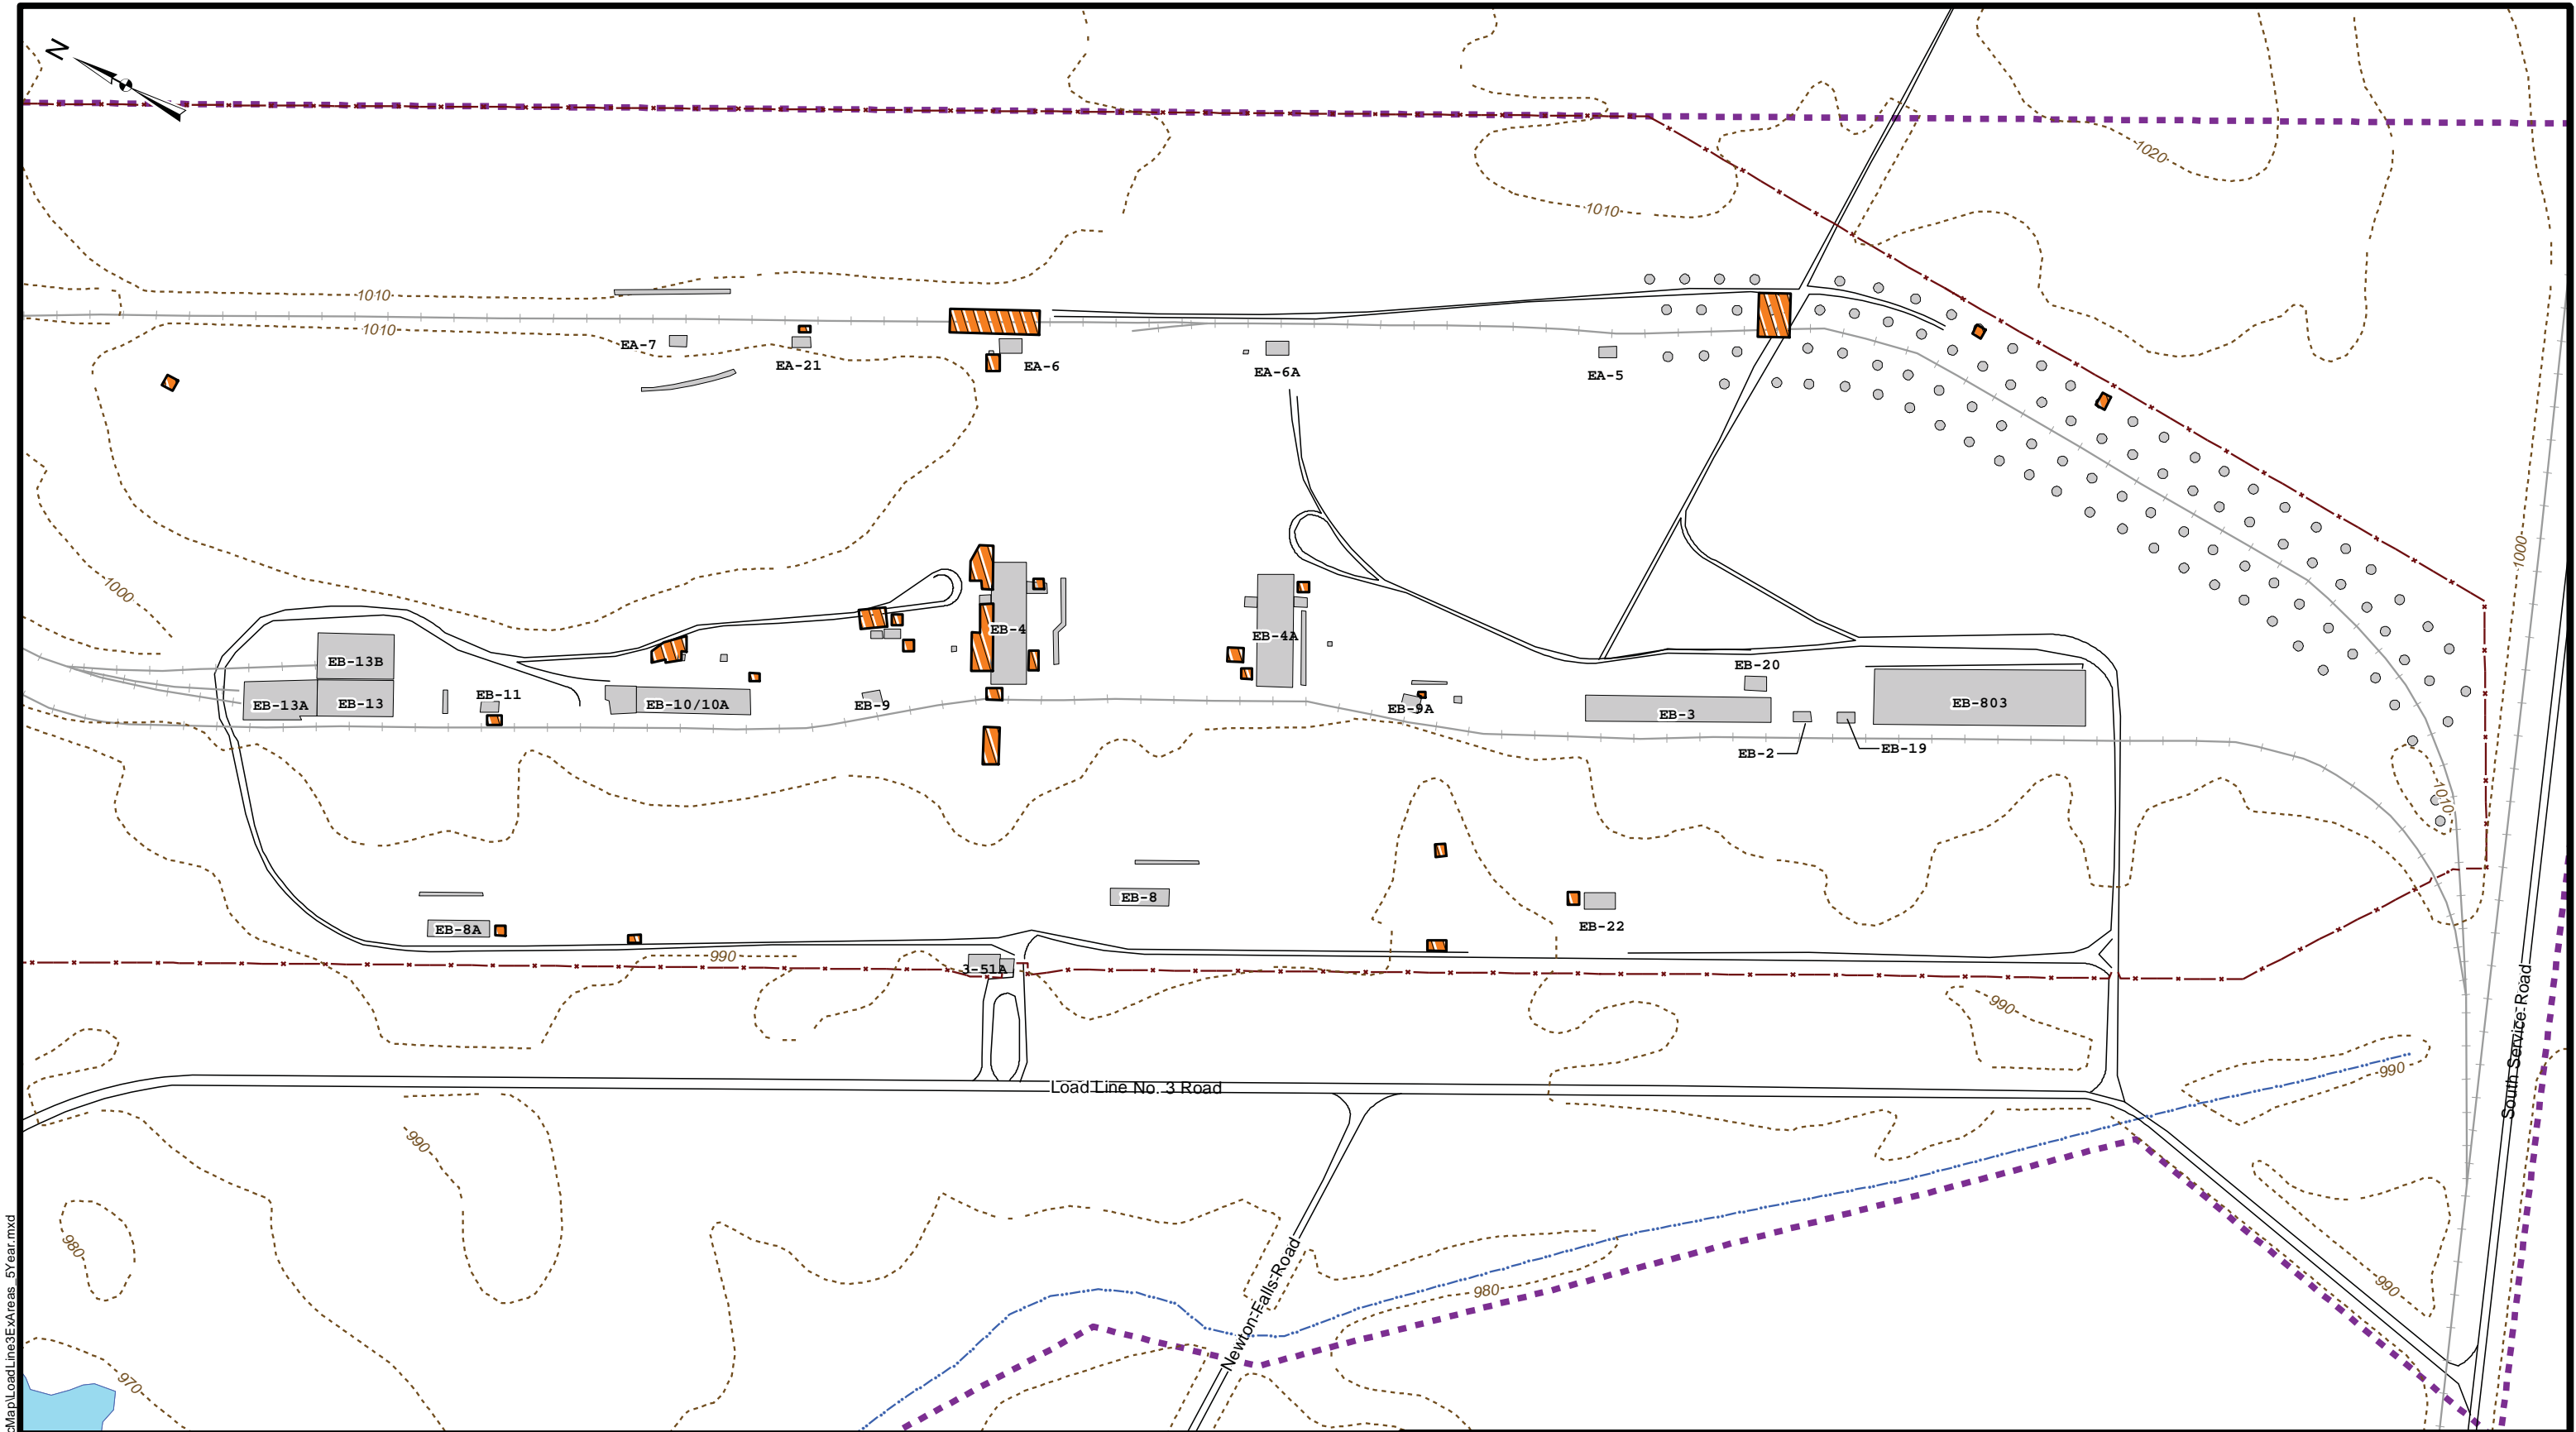 N
1020
1010
1010
1010
EA-7
EA-21
EA-6
EA-6A
EA-5
1000
1000
EB-4
EB-4A
EB-13B
EB-20
EB-11
EB-13A
EB-13
EB-10/10A
EB-9
EB-9A
EB-3
EB-803
EB-2
EB-19
1010
EB-8
EB-8A
EB-22
990
3-51A
990
South Service Road
990
Load Line No. 3 Road
990
980
Newton Falls Road
980
990
970
cMap\LoadLine3ExAreas_5Year.mxd